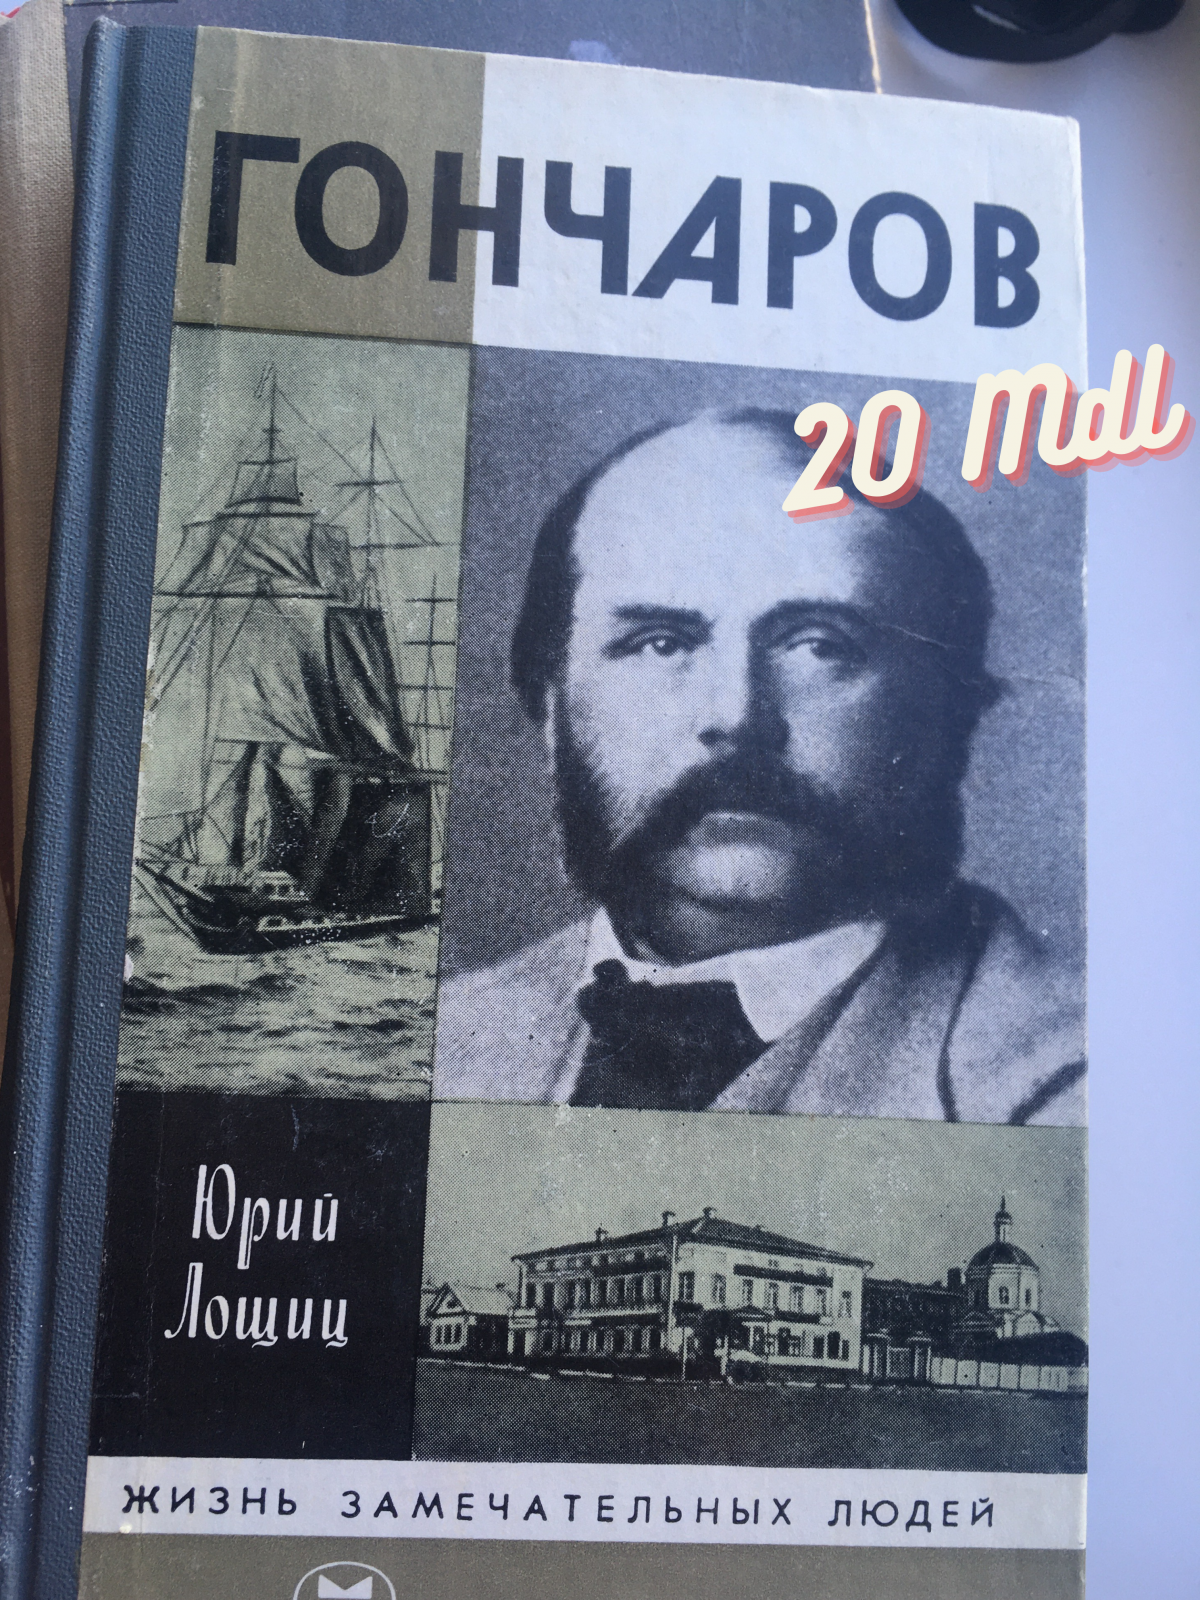 ГОНЧАРОВ
20 Mdl
Юрий
Лощиц
ЖИЗНЬ ЗАМЕЧАТЕЛЬНЫХ ЛЮДЕЙ